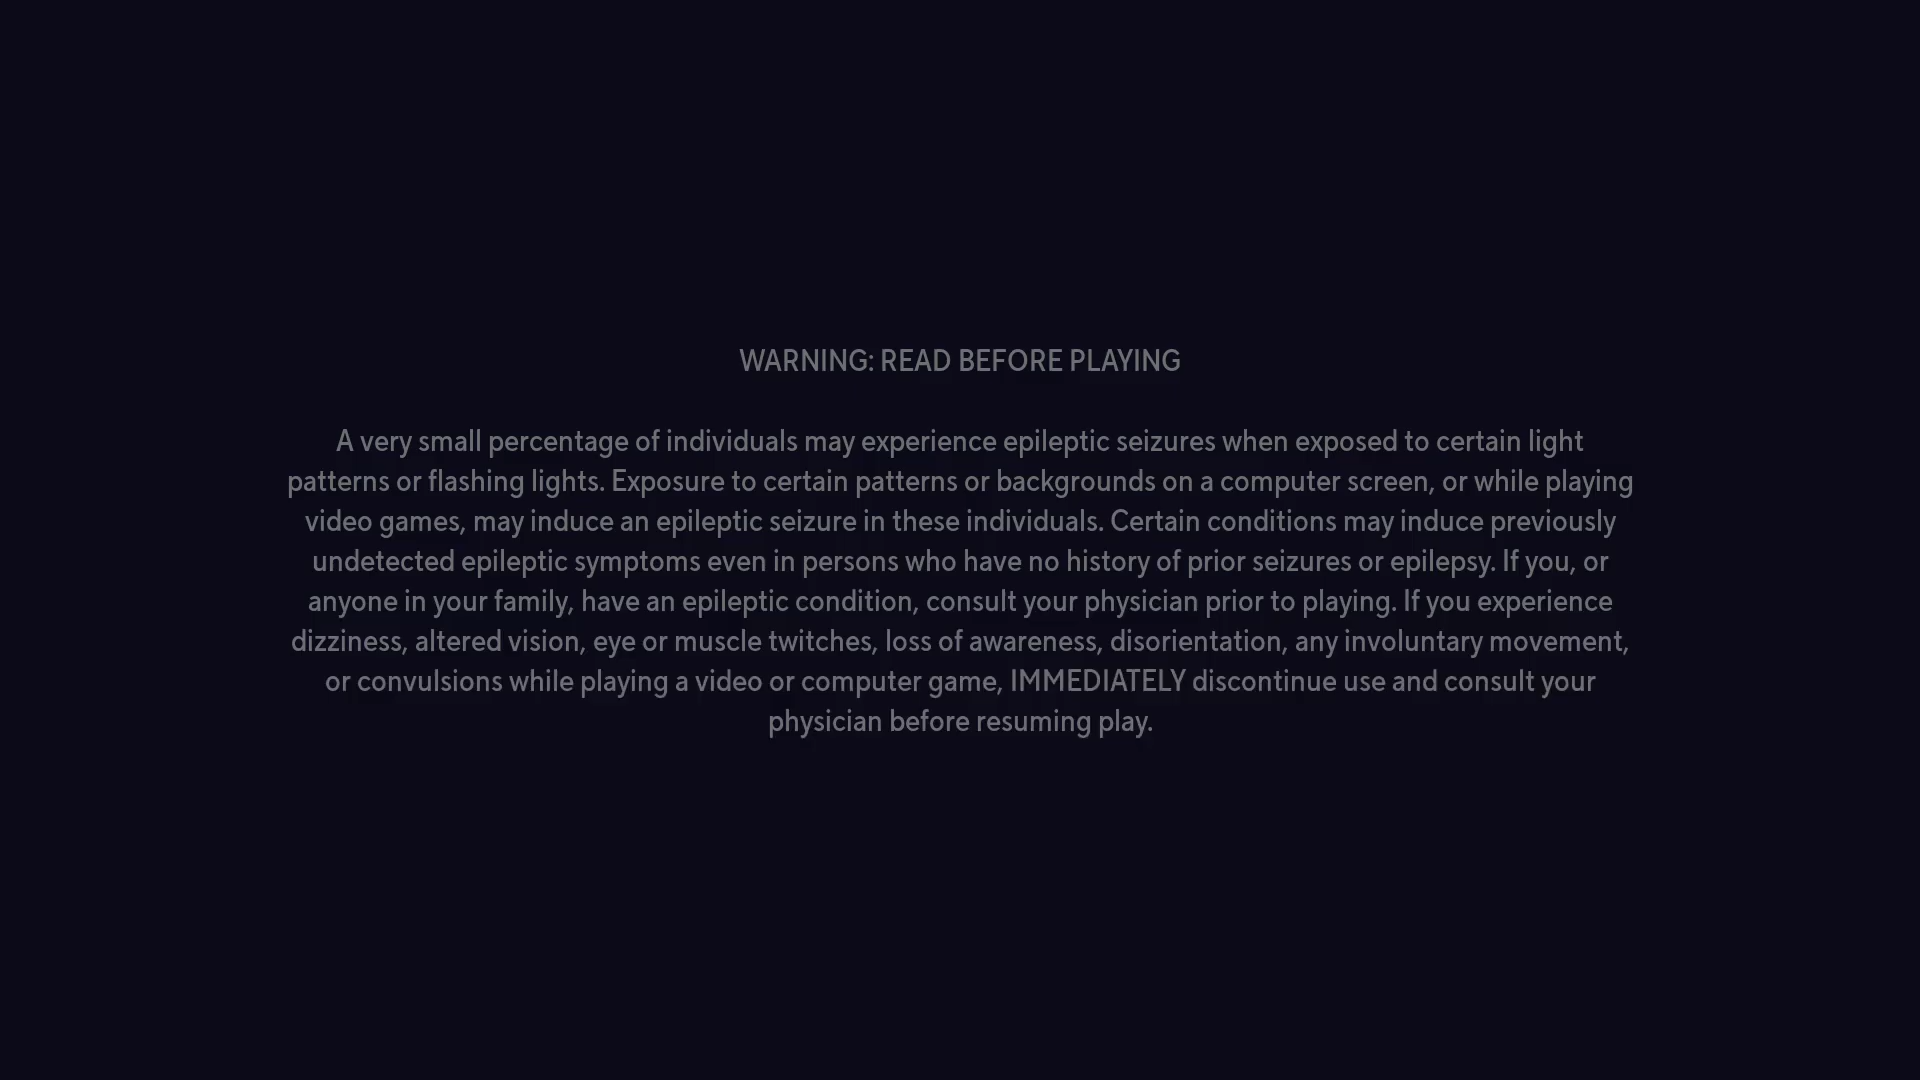 WARNING: READ BEFORE PLAYING
A very small percentage of individuals may experience epileptic seizures when exposed to certain light
patterns or flashing lights. Exposure to certain patterns or backgrounds on a computer screen, or while playing
video games, may induce an epileptic seizure in these individuals. Certain conditions may induce previously
undetected epileptic symptoms even in persons who have no history of prior seizures or epilepsy. If you, or
anyone in your family, have an epileptic condition, consult your physician prior to playing. If you experience
dizziness, altered vision, eye or muscle twitches, loss of awareness, disorientation, any involuntary movement,
or convulsions while playing a video or computer game, IMMEDIATELY discontinue use and consult your
physician before resuming play.